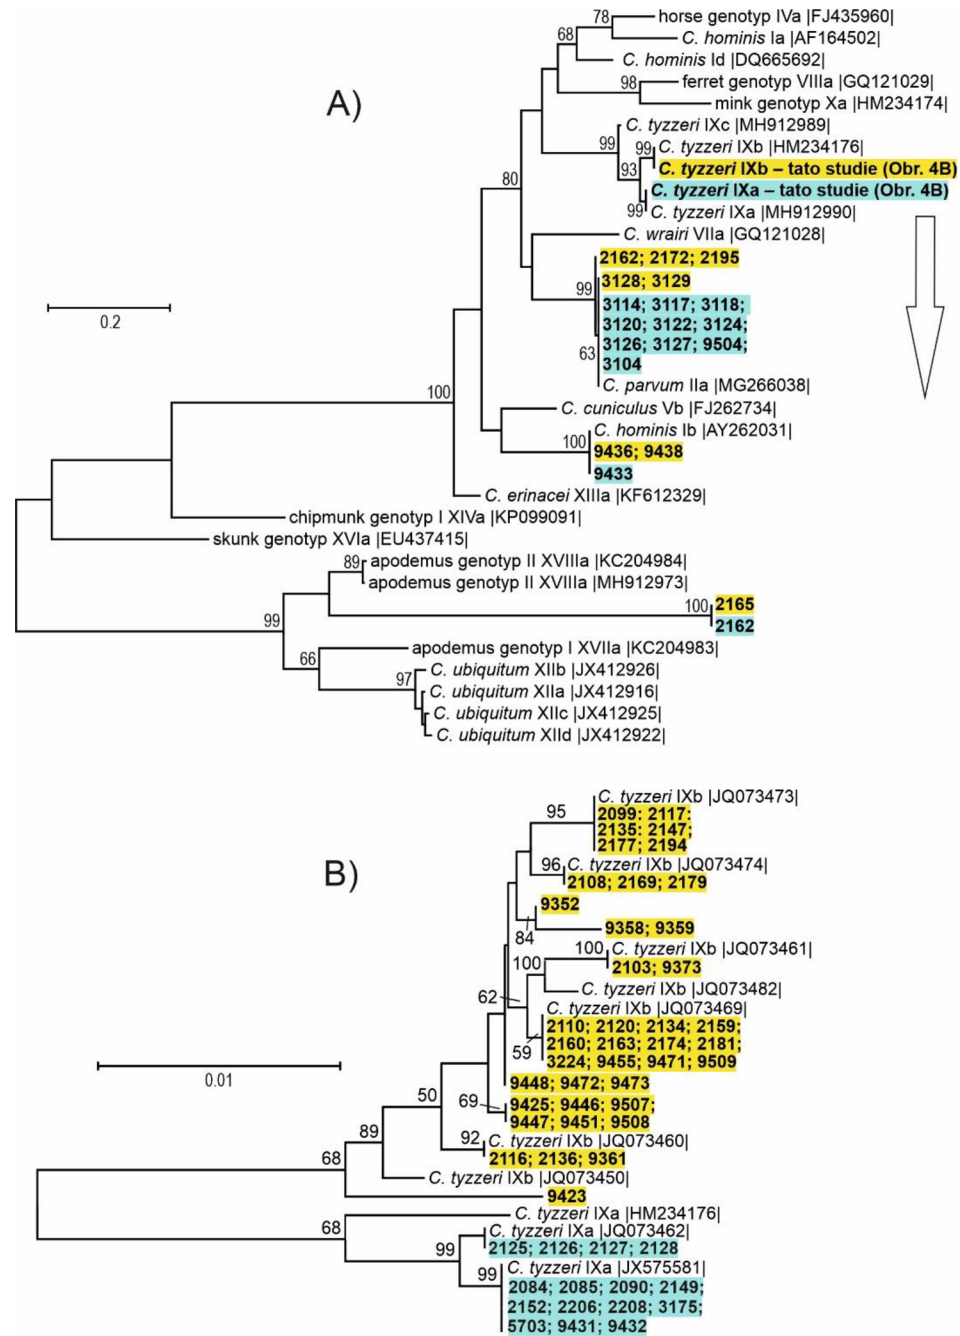 78
horse genotyp IVa |FJ435960|
68
C. hominis Ia |AF164502|
C. hominis Id |DQ665692|
98
ferret genotyp VIIIa |GQ121029|
A)
mink genotyp Xa |HM234174|
C. tyzzeri IXc |MH912989|
99
99
C. tyzzeri IXb |HM234176|
93
C. tyzzeri IXb – tato studie (Obr. 4B)
80
C. tyzzeri IXa – tato studie (Obr. 4B)
99
C. tyzzeri IXa |MH912990|
C. wrairi VIIa |GQ121028|
2162; 2172; 2195
99
3128; 3129
3114; 3117; 3118;
0.2
3120; 3122; 3124;
3126; 3127; 9504;
63
3104
C. parvum IIa |MG266038|
100
C. cuniculus Vb |FJ262734|
C. hominis Ib |AY262031|
100
9436; 9438
9433
C. erinacei XIIIa |KF612329|
chipmunk genotyp I XIVa |KP099091|
skunk genotyp XVIa |EU437415|
89
apodemus genotyp II XVIIIa |KC204984|
apodemus genotyp II XVIIIa |MH912973|
100
2165
99
2162
apodemus genotyp I XVIIa |KC204983|
66
C. ubiquitum XIIb |JX412926|
97
C. ubiquitum XIIa |JX412916|
C. ubiquitum XIIc |JX412925|
C. ubiquitum XIId |JX412922|
C. tyzzeri IXb |JQ073473|
95
2099: 2117:
2135: 2147;
2177; 2194
B)
96
C. tyzzeri IXb |JQ073474|
2108; 2169; 2179
9352
84
9358; 9359
100
C. tyzzeri IXb |JQ073461|
100
2103; 9373
C. tyzzeri IXb |JQ073482|
62
C. tyzzeri IXb |JQ073469|
2110; 2120; 2134; 2159;
2160; 2163; 2174; 2181;
59
3224; 9455; 9471; 9509
0.01
9448; 9472; 9473
50
69
9425; 9446; 9507;
9447; 9451; 9508
89
92
C. tyzzeri IXb |JQ073460|
2116; 2136; 9361
68
C. tyzzeri IXb |JQ073450|
9423
C. tyzzeri IXa |HM234176|
68
C. tyzzeri IXa |JQ073462|
99
2125; 2126; 2127; 2128
C. tyzzeri IXa |JX575581|
99
2084; 2085; 2090; 2149;
2152; 2206; 2208; 3175;
5703; 9431; 9432